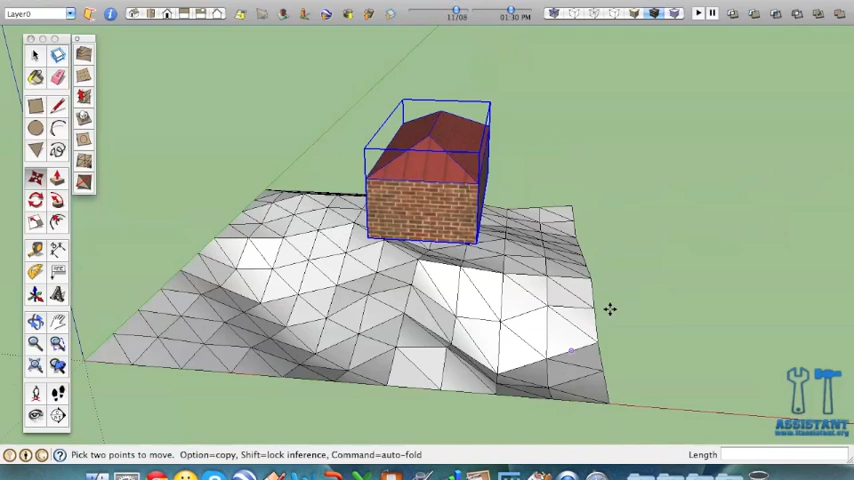 Layer0
11/08
01:30 PM
ASSISTANT
Pick two points to move. Option=copy, Shift=lock inference, Command=auto-fold
Length